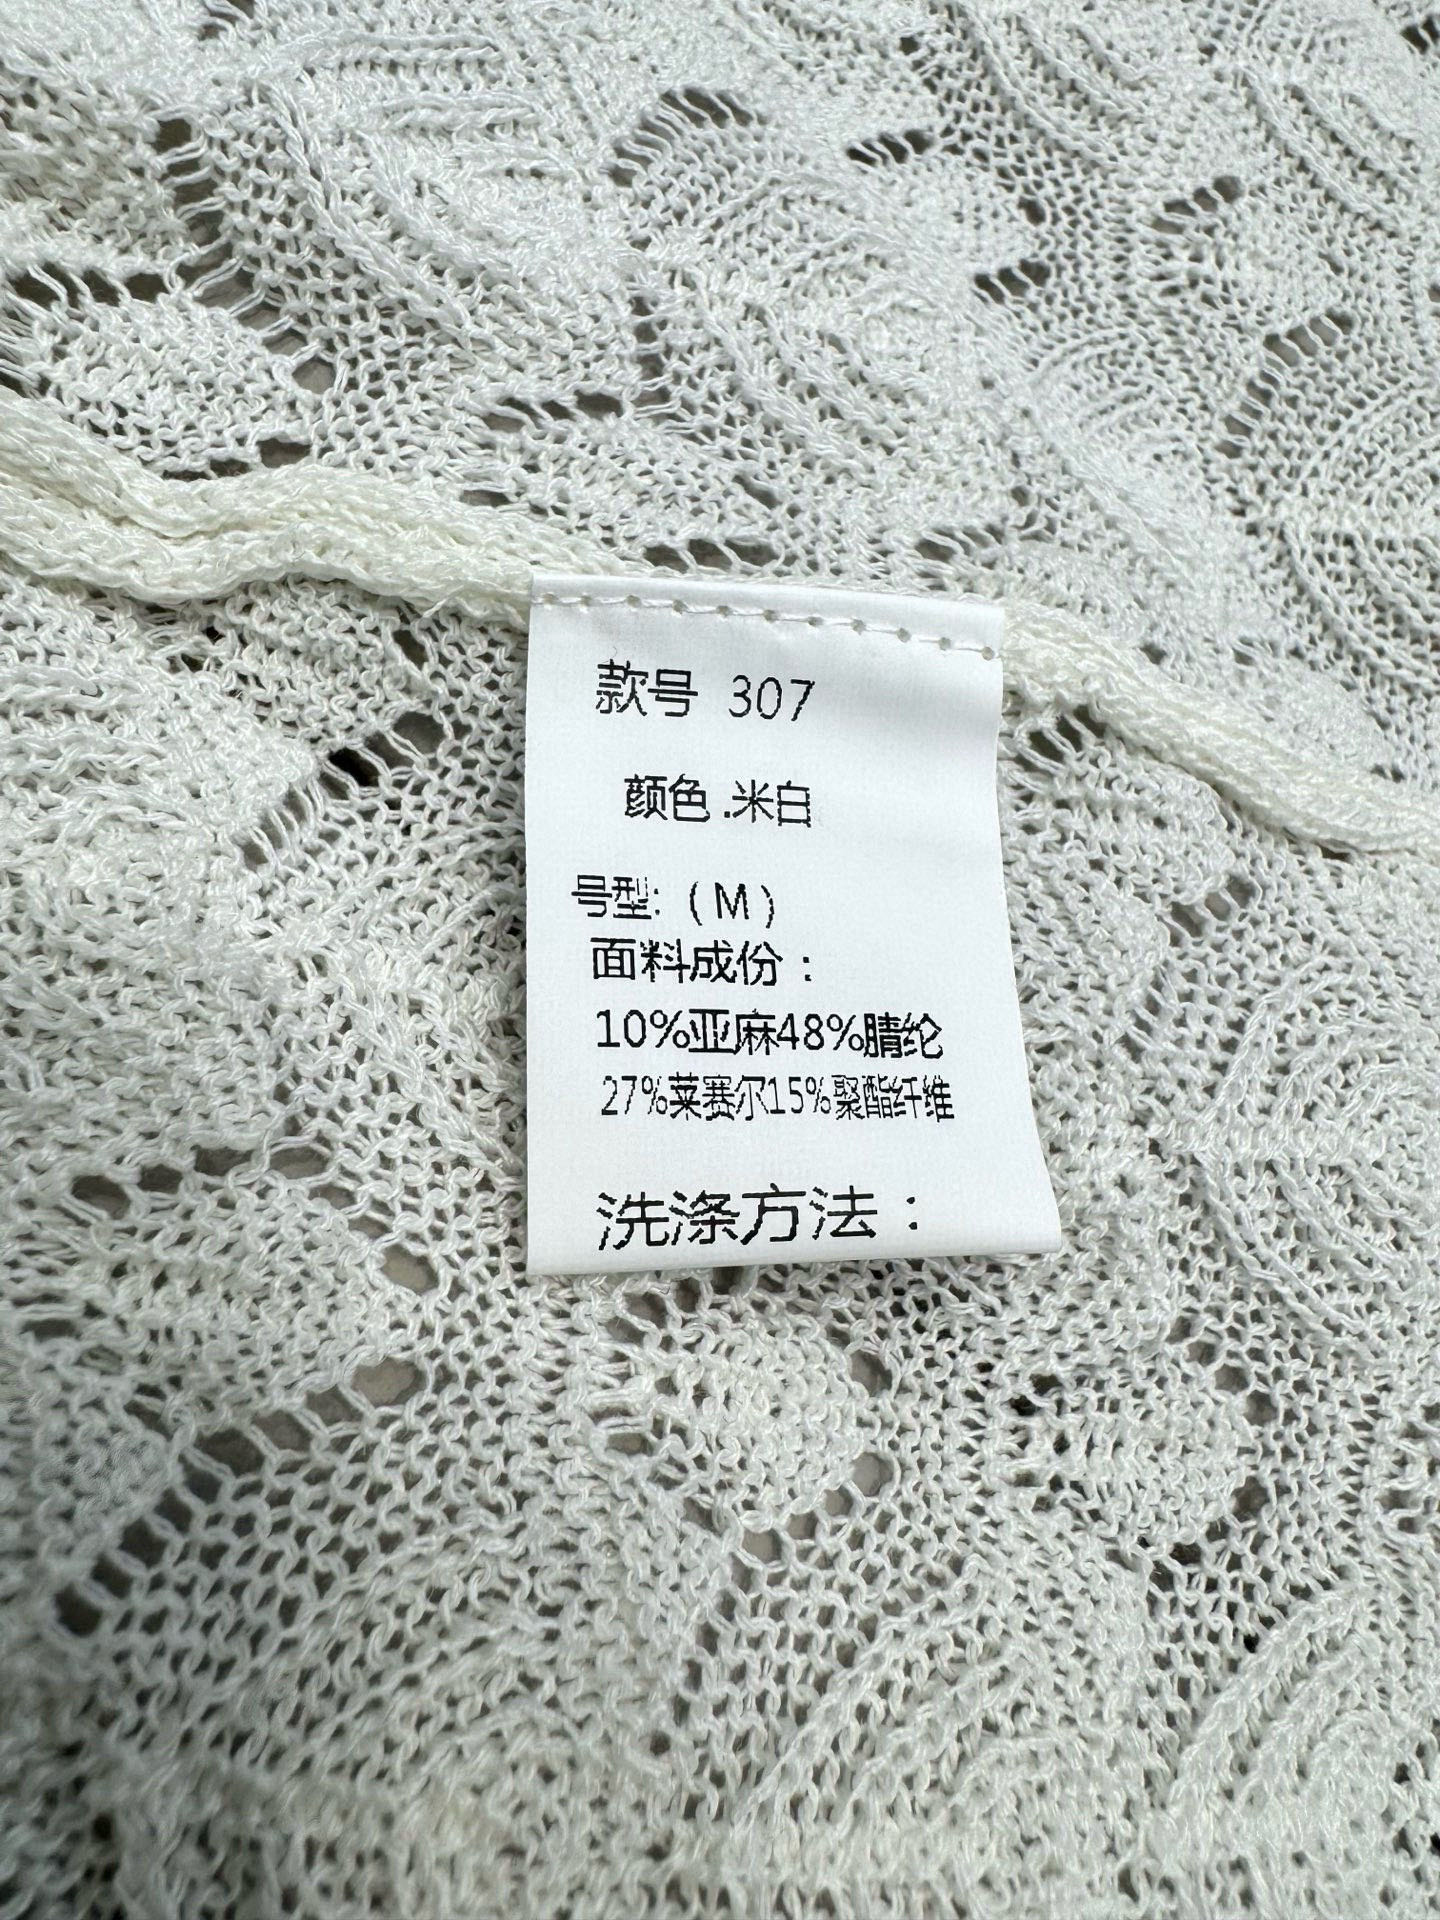 款号 307
颜色.米白
号型:（M）
面料成份：
10%亚麻48%腈纶
27%莱赛尔15%聚酯纤维
洗涤方法：